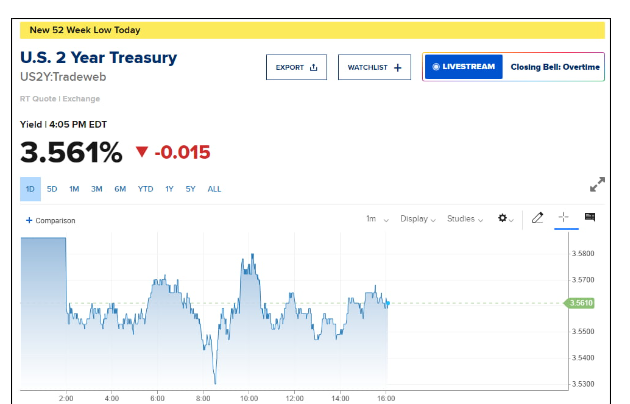 New 52 Week Low Today
U.S. 2 Year Treasury
US2Y:Tradeweb
EXPORT
WATCHLIST +
LIVESTREAM
Closing Bell: Overtime
RT Quote | Exchange
Yield | 4:05 PM EDT
3.561% ▼ -0.015
1D 5D 1M 3M 6M YTD 1Y 5Y ALL
+ Comparison
1m Display Studies
3.5800
3.5700
3.5610
3.5500
3.5400
3.5300
2:00 4:00 6:00 8:00 10:00 12:00 14:00 16:00